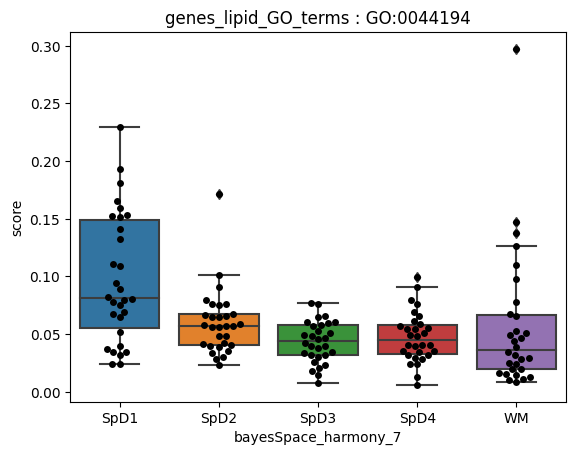 genes_lipid_GO_terms : GO:0044194
0.30
0.25
0.20
0.15
0.10
0.05
0.00
score
SpD1 SpD2 SpD3 SpD4 WM
bayesSpace_harmony_7